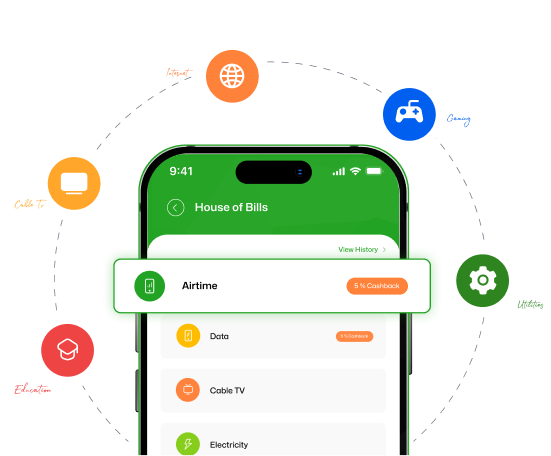 Internet
Gaming
9:41
Cable Tv
House of Bills
View History
Airtime
5 % Cashback
Utilities
Data
5 % Cashback
Education
Cable TV
Electricity